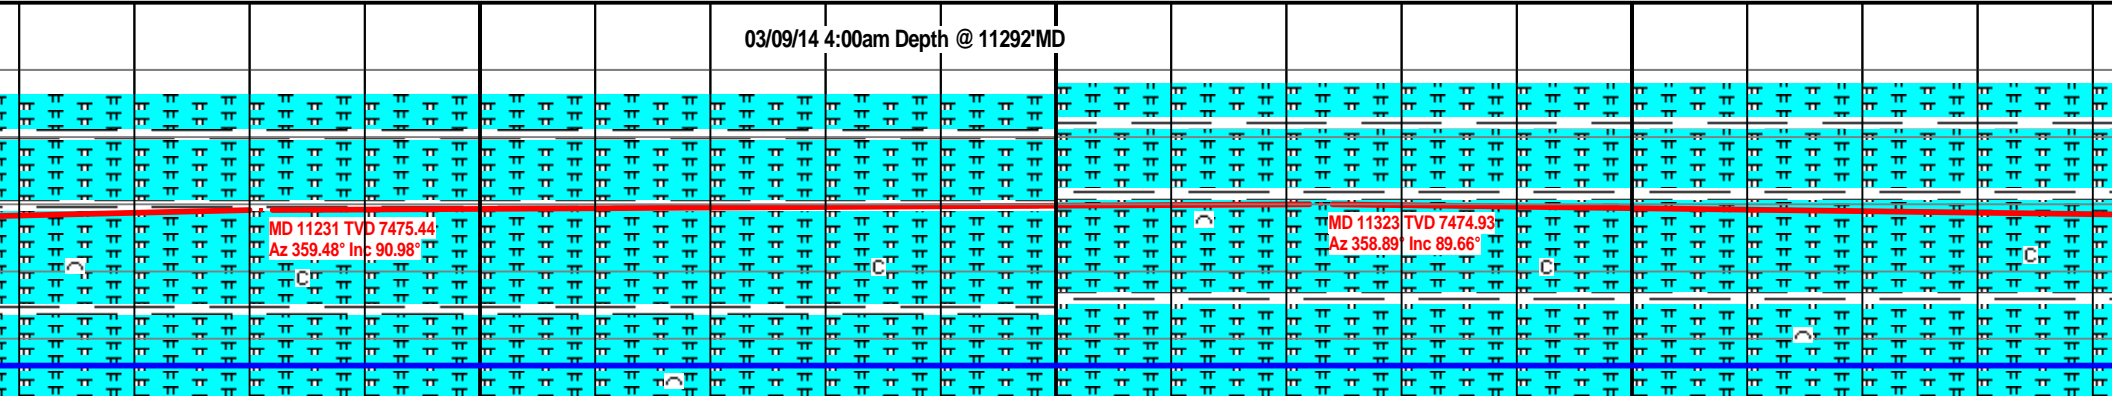 03/09/14 4:00am Depth @ 11292'MD
MD 11231 TVD 7475.44
Az 359.48° Inc 90.98°
MD 11323 TVD 7474.93
Az 358.89° Inc 89.66°
C
C
C
C